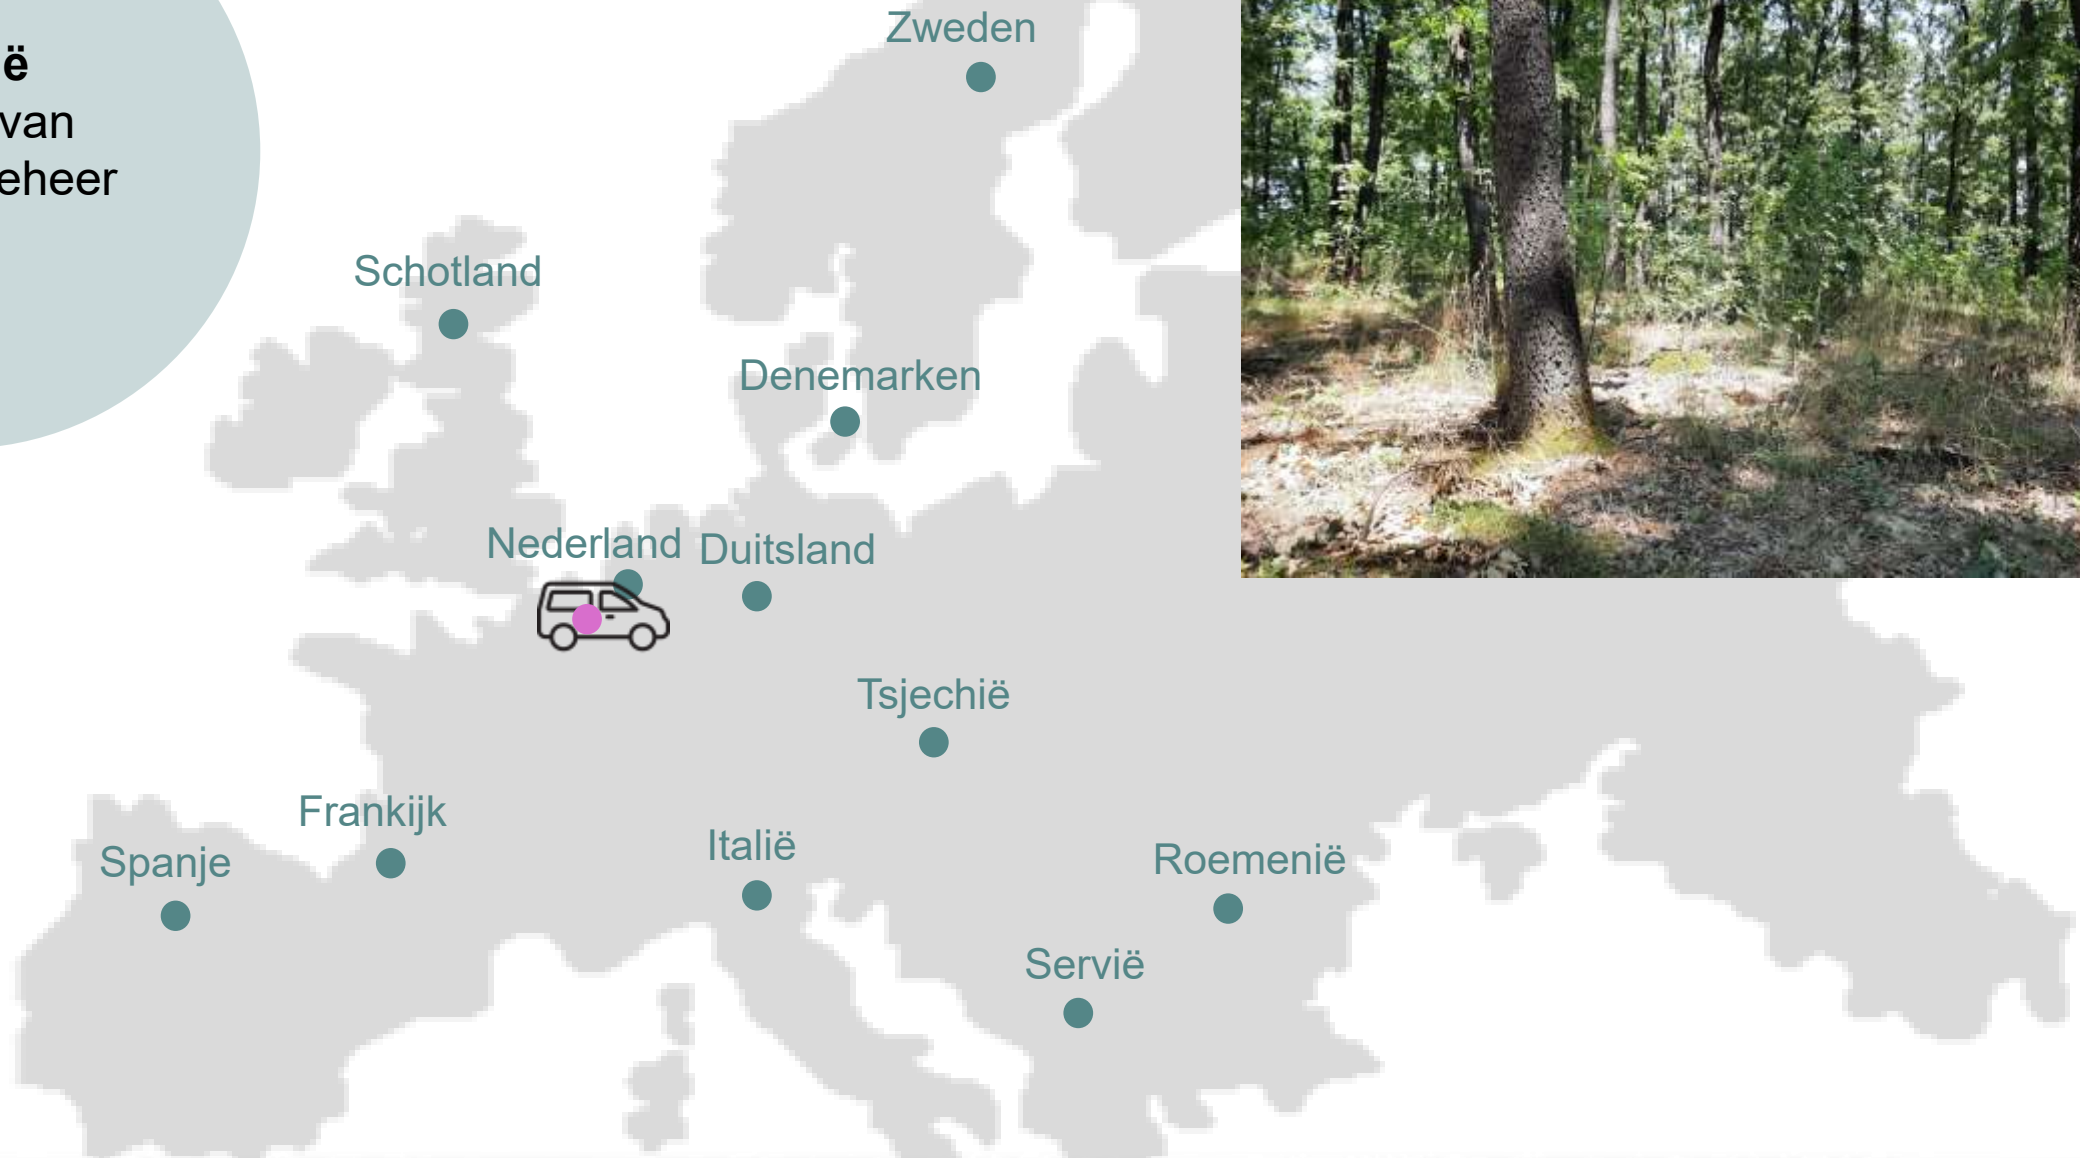 ë
van
eheer
Zweden
Schotland
Denemarken
Nederland
Duitsland
Tsjechië
Frankijk
Italië
Spanje
Roemenië
Servië